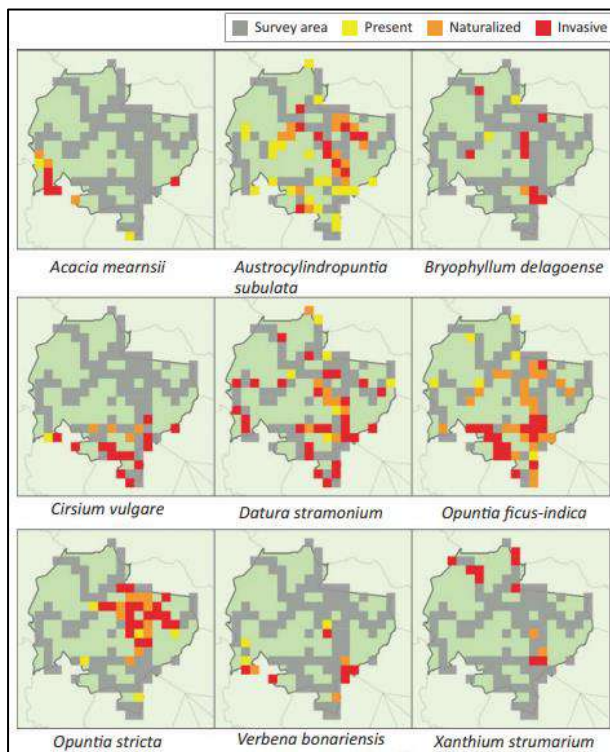 Survey area Present Naturalized Invasive
Acacia mearnsii
Austrocylindropuntia
subulata
Bryophyllum delagoense
Cirsium vulgare
Datura stramonium
Opuntia ficus-indica
Opuntia stricta
Verbena bonariensis
Xanthium strumarium